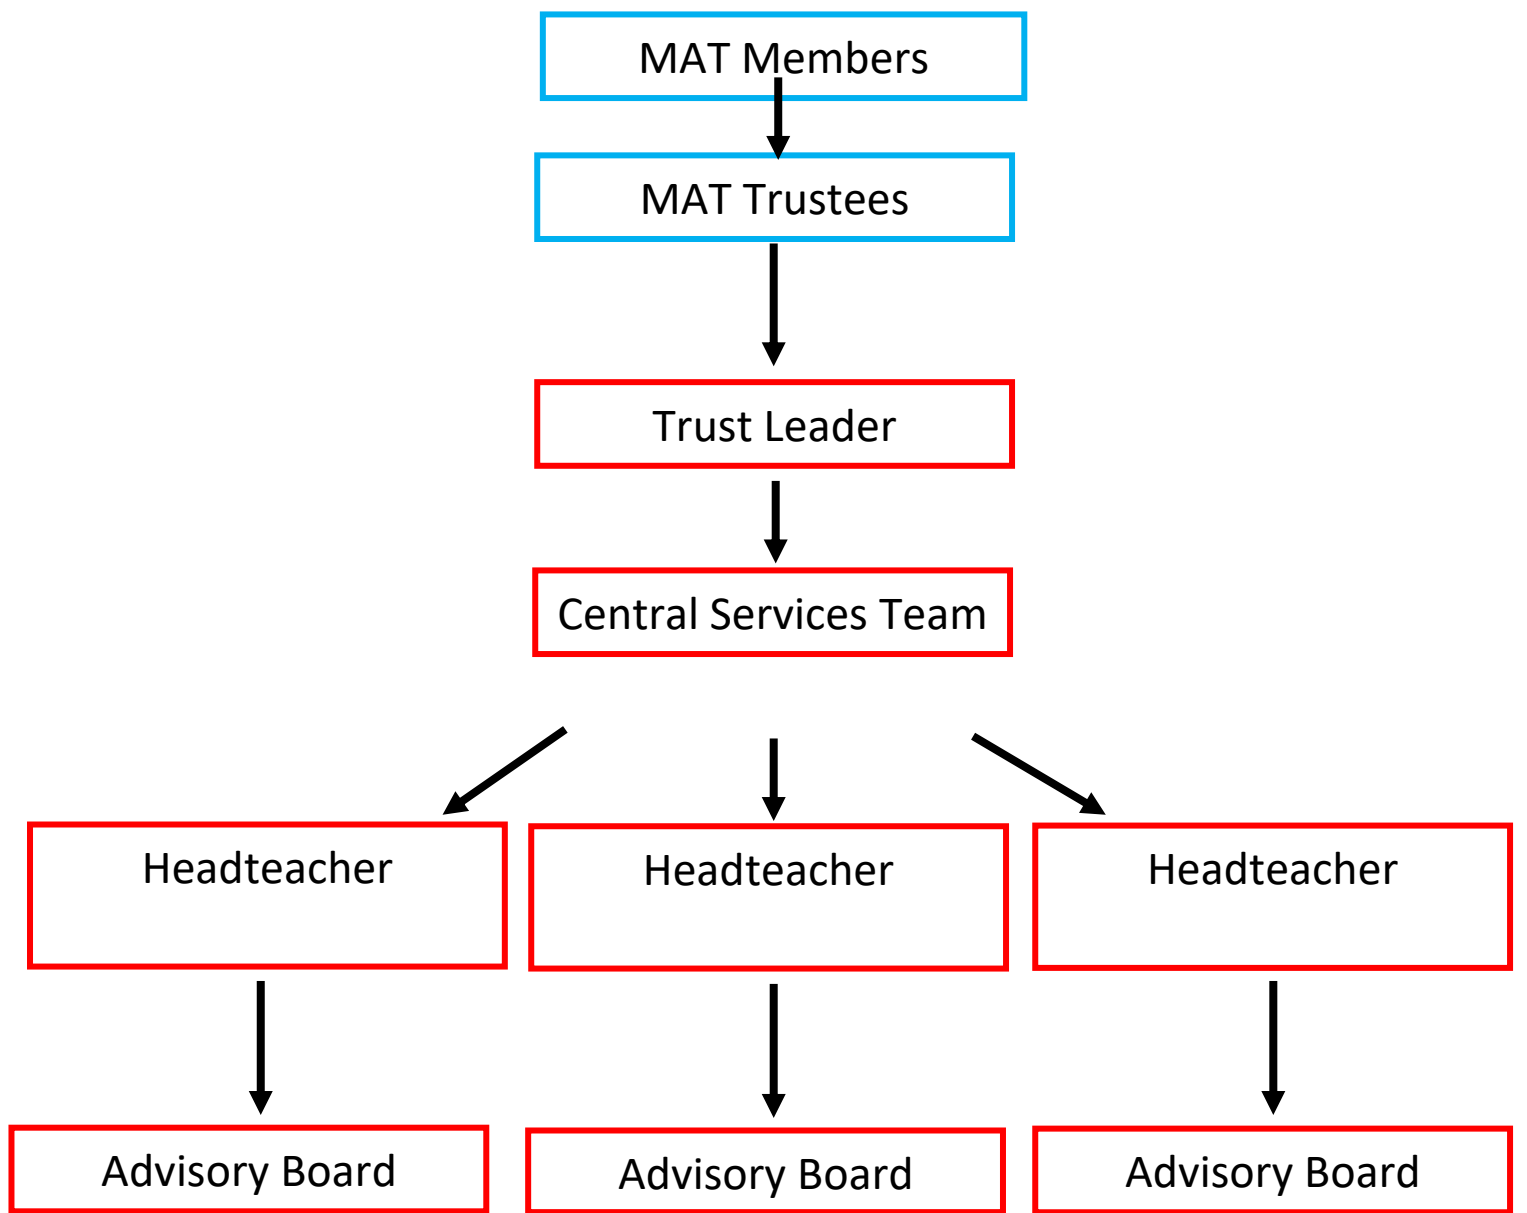 MAT Members
MAT Trustees
Trust Leader
Central Services Team
Headteacher
Headteacher
Headteacher
Advisory Board
Advisory Board
Advisory Board